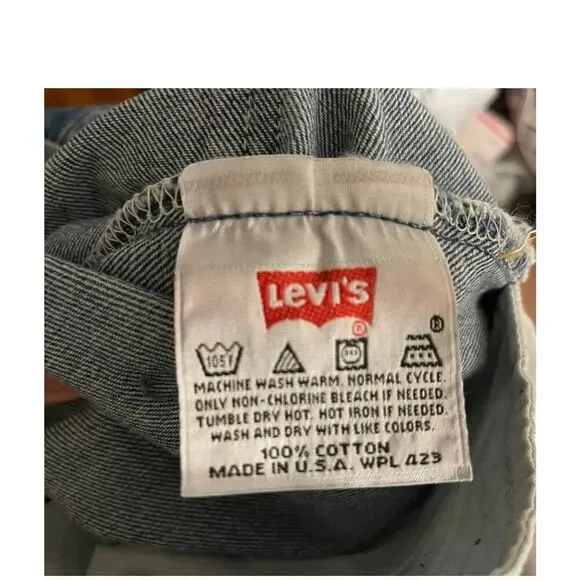 Levi's
®
®
105°F
MACHINE WASH WARM. NORMAL CYCLE.
ONLY NON-CHLORINE BLEACH IF NEEDED.
TUMBLE DRY HOT. HOT IRON IF NEEDED.
WASH AND DRY WITH LIKE COLORS.
100% COTTON
MADE IN U.S.A. WPL 423